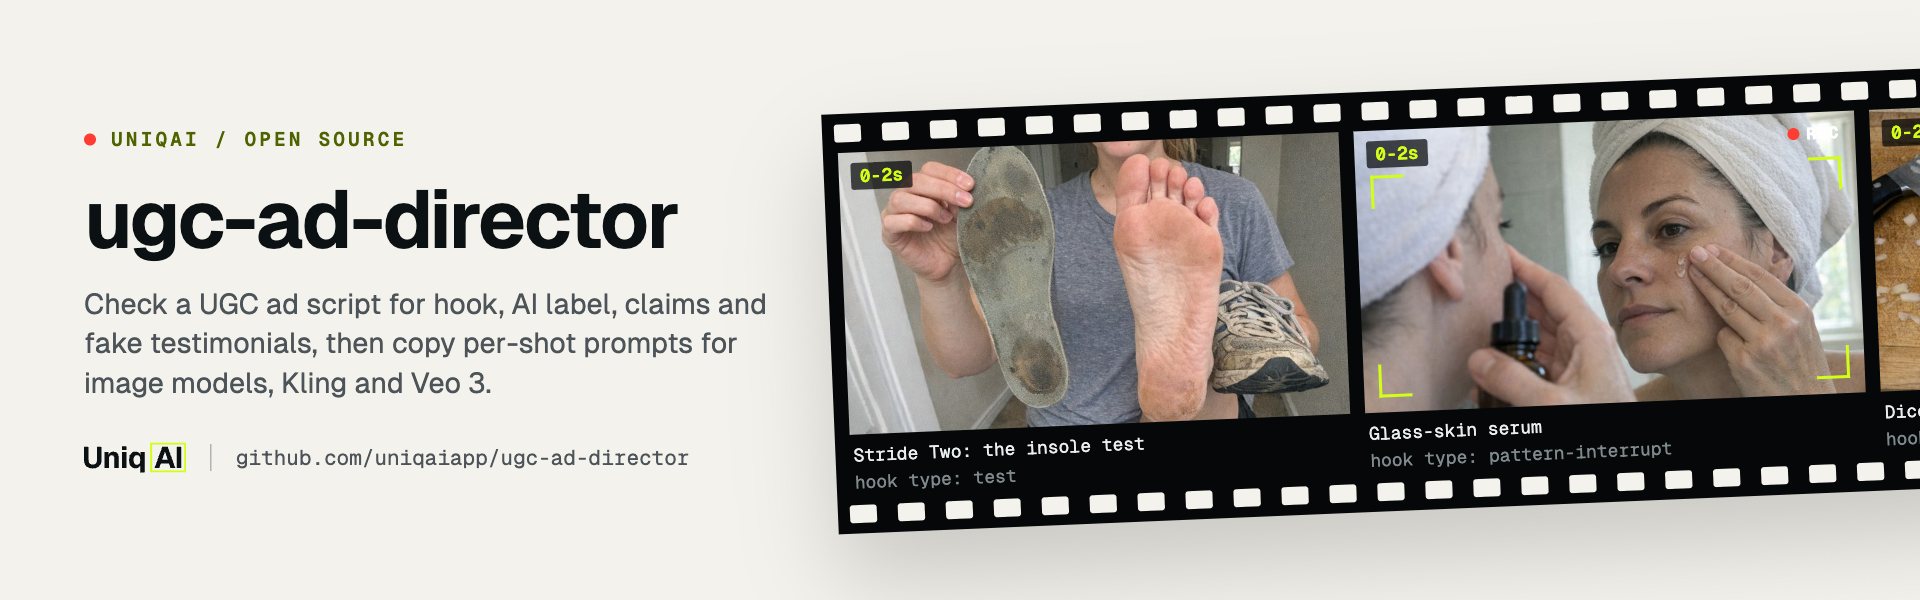 UNIQAI / OPEN SOURCE
ugc-ad-director
Check a UGC ad script for hook, AI label, claims and
fake testimonials, then copy per-shot prompts for
image models, Kling and Veo 3.
Uniq AI
github.com/uniqaiapp/ugc-ad-director
0-2s
Stride Two: the insole test
hook type: test
0-2s
Glass-skin serum
hook type: pattern-interrupt